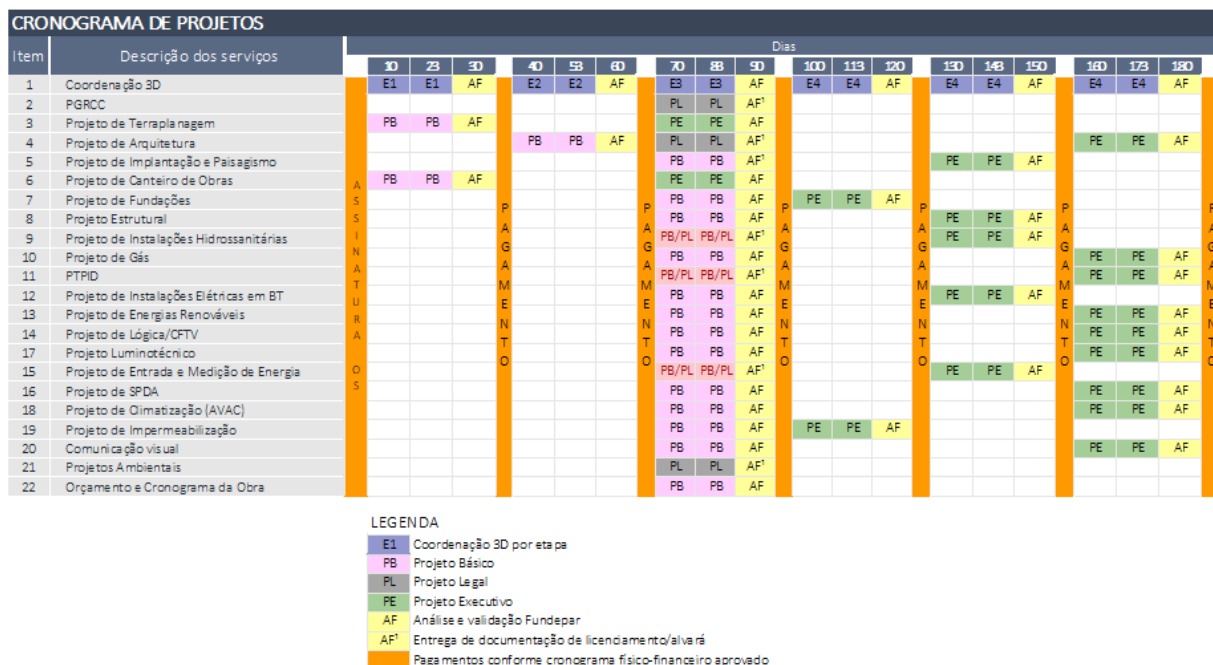 CRONOGRAMA DE PROJETOS
Item Descrição dos serviços Dias
10 23 30 40 53 60 70 83 90 100 113 120 130 143 150 160 173 180
1 Coordenação 3D E1 E1 AF E2 E2 AF E3 E3 AF E4 E4 AF E4 E4 AF E4 E4 AF
2 PGRCC PL PL AF¹
3 Projeto de Terraplanagem PB PB AF PE PE AF
4 Projeto de Arquitetura PB PB AF PL PL AF¹ PE PE AF
5 Projeto de Implantação e Paisagismo PB PB AF¹ PE PE AF
6 Projeto de Canteiro de Obras PB PB AF PE PE AF
7 Projeto de Fundações PB PB AF PE PE AF
8 Projeto Estrutural PB PB AF PE PE AF
9 Projeto de Instalações Hidrossanitárias PB/PL PB/PL AF¹ PE PE AF
10 Projeto de Gás PB PB AF PE PE AF
11 PTPID PB/PL PB/PL AF¹ PE PE AF
12 Projeto de Instalações Elétricas em BT PB PB AF PE PE AF
13 Projeto de Energias Renováveis PB PB AF PE PE AF
14 Projeto de Lógica/CFTV PB PB AF PE PE AF
17 Projeto Luminotécnico PB PB AF PE PE AF
15 Projeto de Entrada e Medição de Energia PB/PL PB/PL AF¹ PE PE AF
16 Projeto de SPDA PB PB AF PE PE AF
18 Projeto de Climatização (AVAC) PB PB AF PE PE AF
19 Projeto de Impermeabilização PB PB AF PE PE AF
20 Comunicação visual PB PB AF PE PE AF
21 Projetos Ambientais PL PL AF¹
22 Orçamento e Cronograma da Obra PB PB AF
ASSINATURA OS
PAGAMENTO
PAGAMENTO
PAGAMENTO
PAGAMENTO
PAGAMENTO
LEGENDA
E1 Coordenação 3D por etapa
PB Projeto Básico
PL Projeto Legal
PE Projeto Executivo
AF Análise e validação Fundepar
AF¹ Entrega de documentação de licenciamento/alvará
Pagamentos conforme cronograma físico-financeiro aprovado